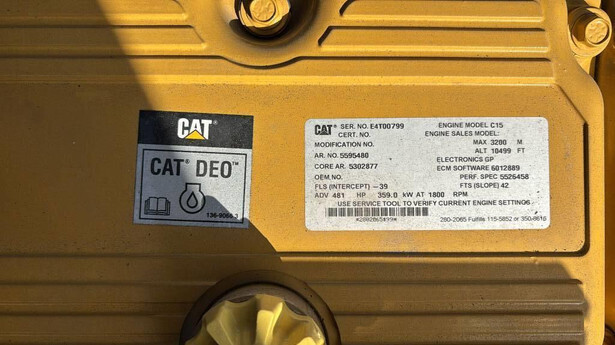 CAT
CAT® DEO™
136-9066 3
CAT® SER. NO. E4T00799 ENGINE MODEL C15
CERT. NO. ENGINE SALES MODEL:
MODIFICATION NO. MAX 3280 M
AR. NO. 5595480 ALT 10499 FT
CORE AR. 5302877 ELECTRONICS GP
OEM NO. ECM SOFTWARE 6012889
PERF. SPEC 5526458
FLS (INTERCEPT) -39 FTS (SLOPE) 42
ADV 481 HP 359.0 kW AT 1800 RPM
USE SERVICE TOOL TO VERIFY CURRENT ENGINE SETTINGS
280-2065 Fulfills 115-5852 or 350-8616